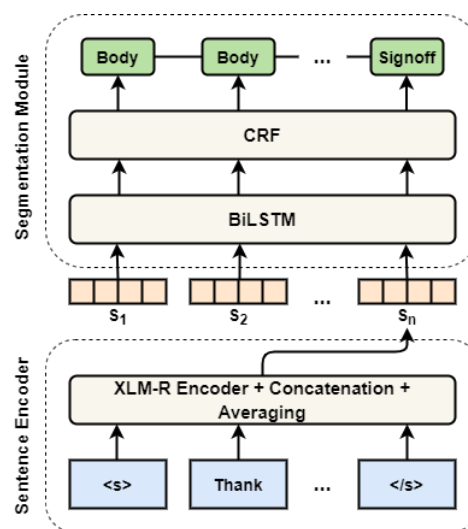 Segmentation Module
Body Body ... Signoff
CRF
BiLSTM
S1 S2 ... Sn
Sentence Encoder
XLM-R Encoder + Concatenation +
Averaging
<s> Thank ... </s>